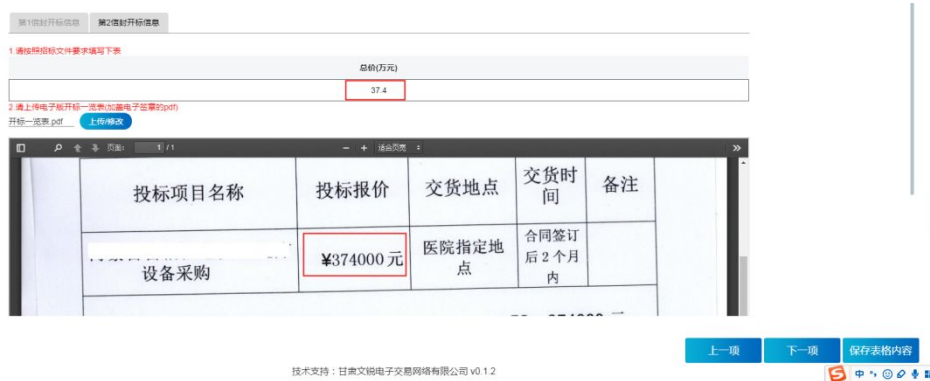 第1信封开标信息 第2信封开标信息
1.请按照招标文件要求填写下表
总价(万元)
37.4
2.请上传电子版开标一览表(加盖电子签章的pdf)
开标一览表.pdf 上传/修改
页面: 1 / 1 − + 适合页宽
投标项目名称 投标报价 交货地点 交货时间 备注
设备采购 ¥374000元 医院指定地点 合同签订后2个月内
上一项 下一项 保存表格内容
技术支持：甘肃文锐电子交易网络有限公司 v0.1.2
中